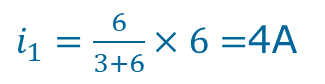 i₁ = 6/(3+6) × 6 =4A